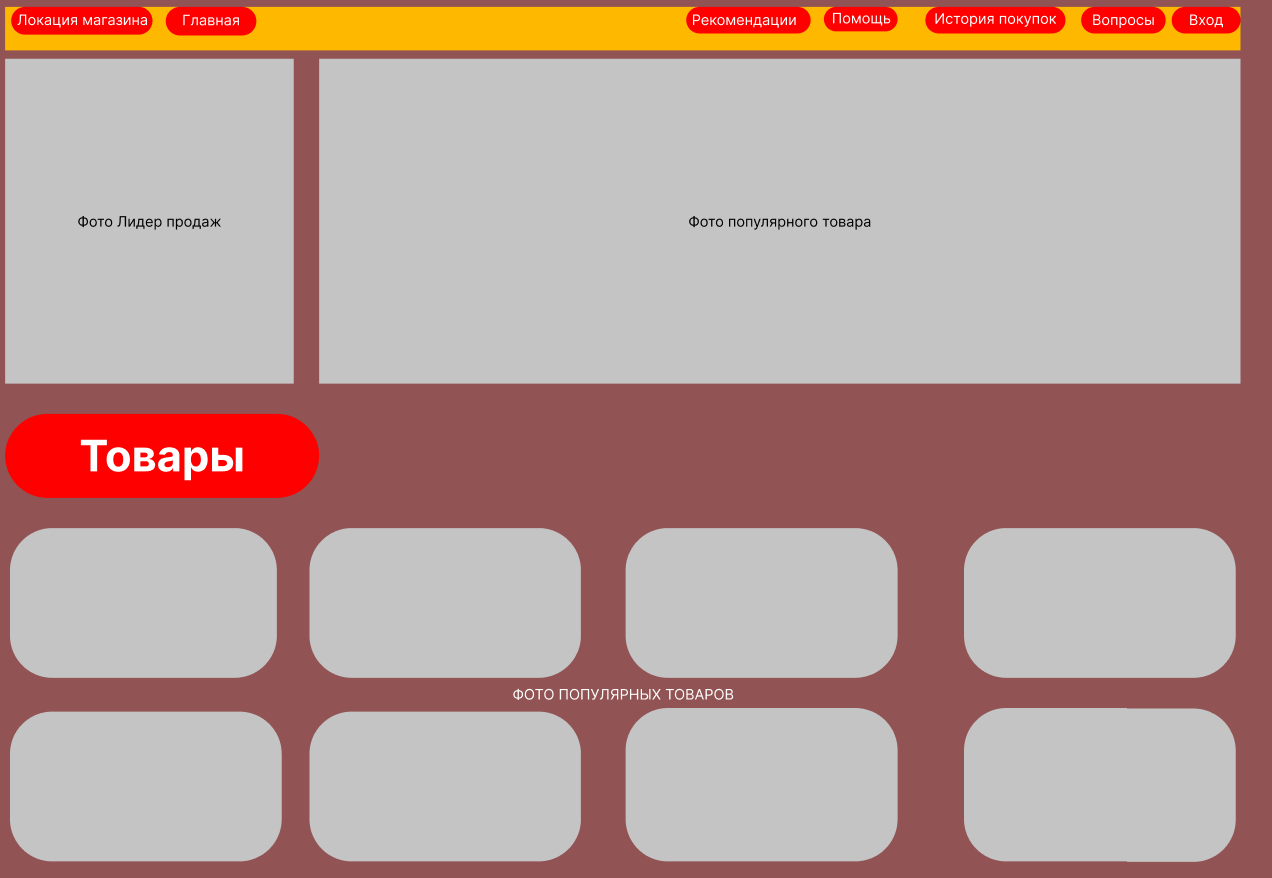 Локация магазина
Главная
Рекомендации
Помощь
История покупок
Вопросы
Вход
Фото Лидер продаж
Фото популярного товара
Товары
ФОТО ПОПУЛЯРНЫХ ТОВАРОВ